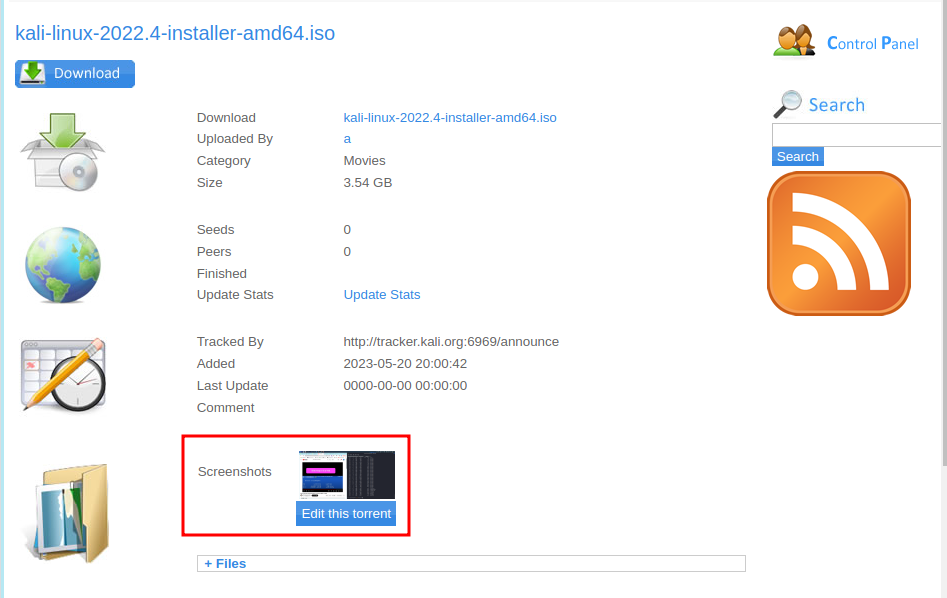 kali-linux-2022.4-installer-amd64.iso
Control Panel
Download
Search
Search
Download kali-linux-2022.4-installer-amd64.iso
Uploaded By a
Category Movies
Size 3.54 GB
Seeds 0
Peers 0
Finished
Update Stats Update Stats
Tracked By http://tracker.kali.org:6969/announce
Added 2023-05-20 20:00:42
Last Update 0000-00-00 00:00:00
Comment
Screenshots
Edit this torrent
+ Files